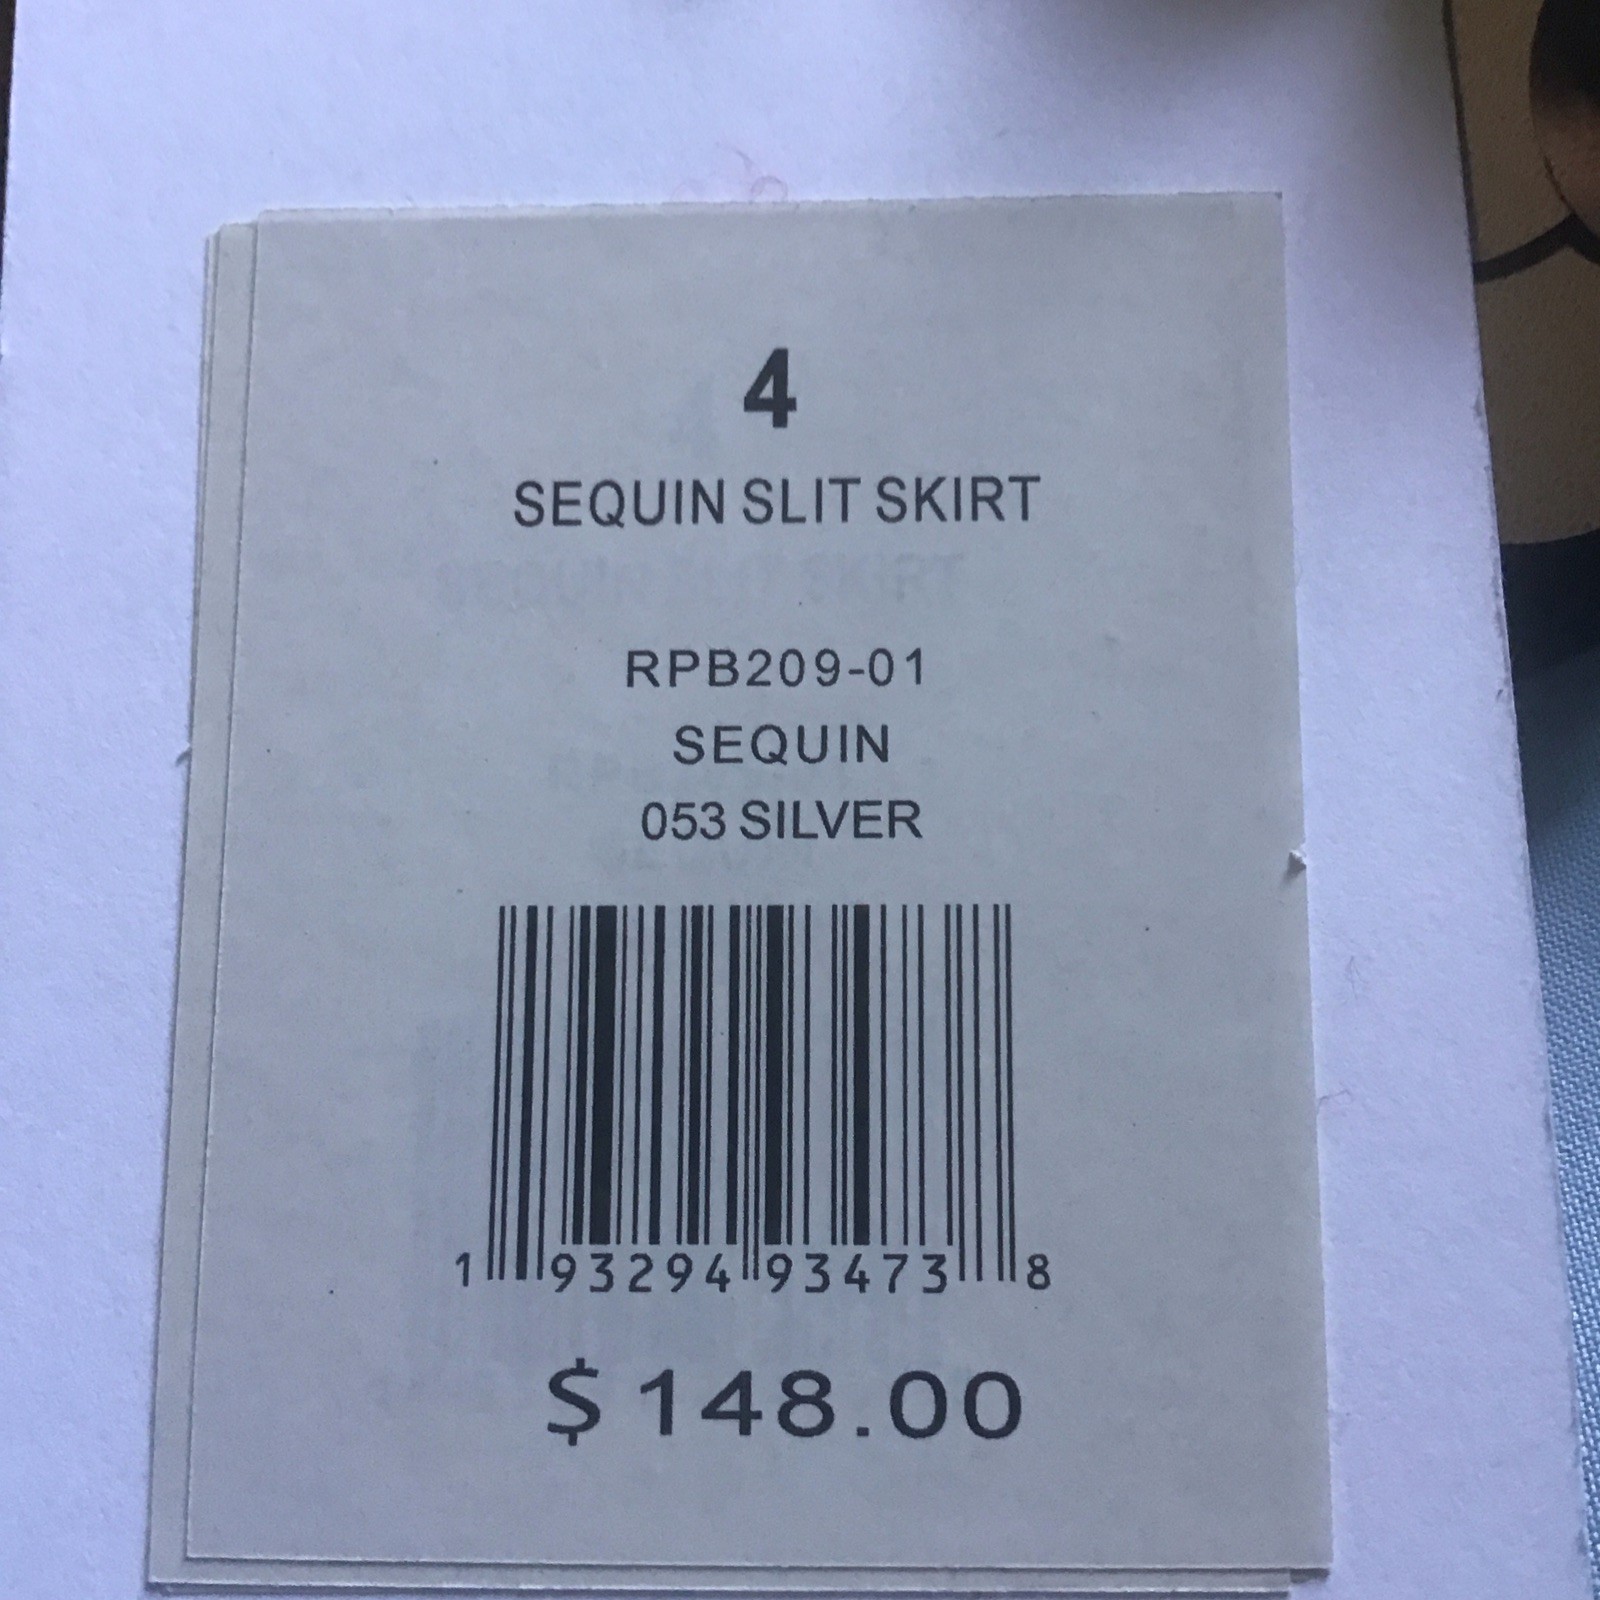 4
SEQUIN SLIT SKIRT
RPB209-01
SEQUIN
053 SILVER
1 93294 93473 8
$148.00